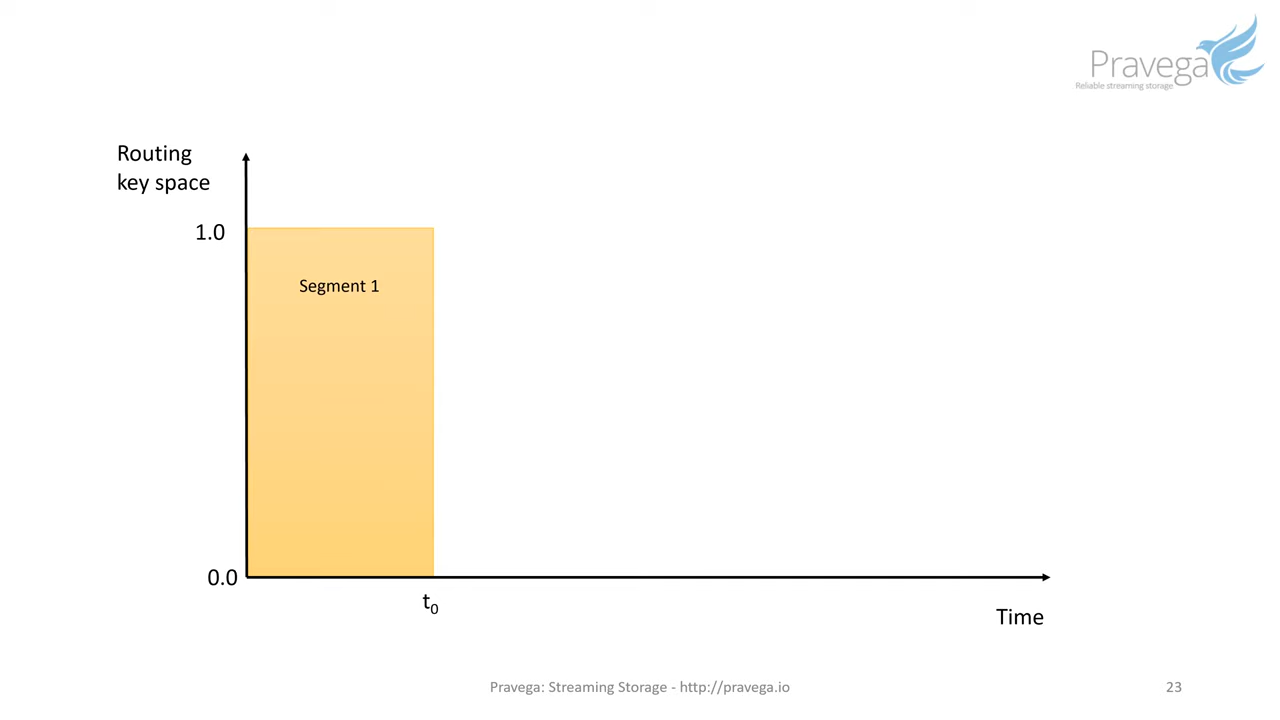 Pravega
Reliable streaming storage
Routing
key space
1.0
Segment 1
0.0
t₀
Time
Pravega: Streaming Storage - http://pravega.io
23